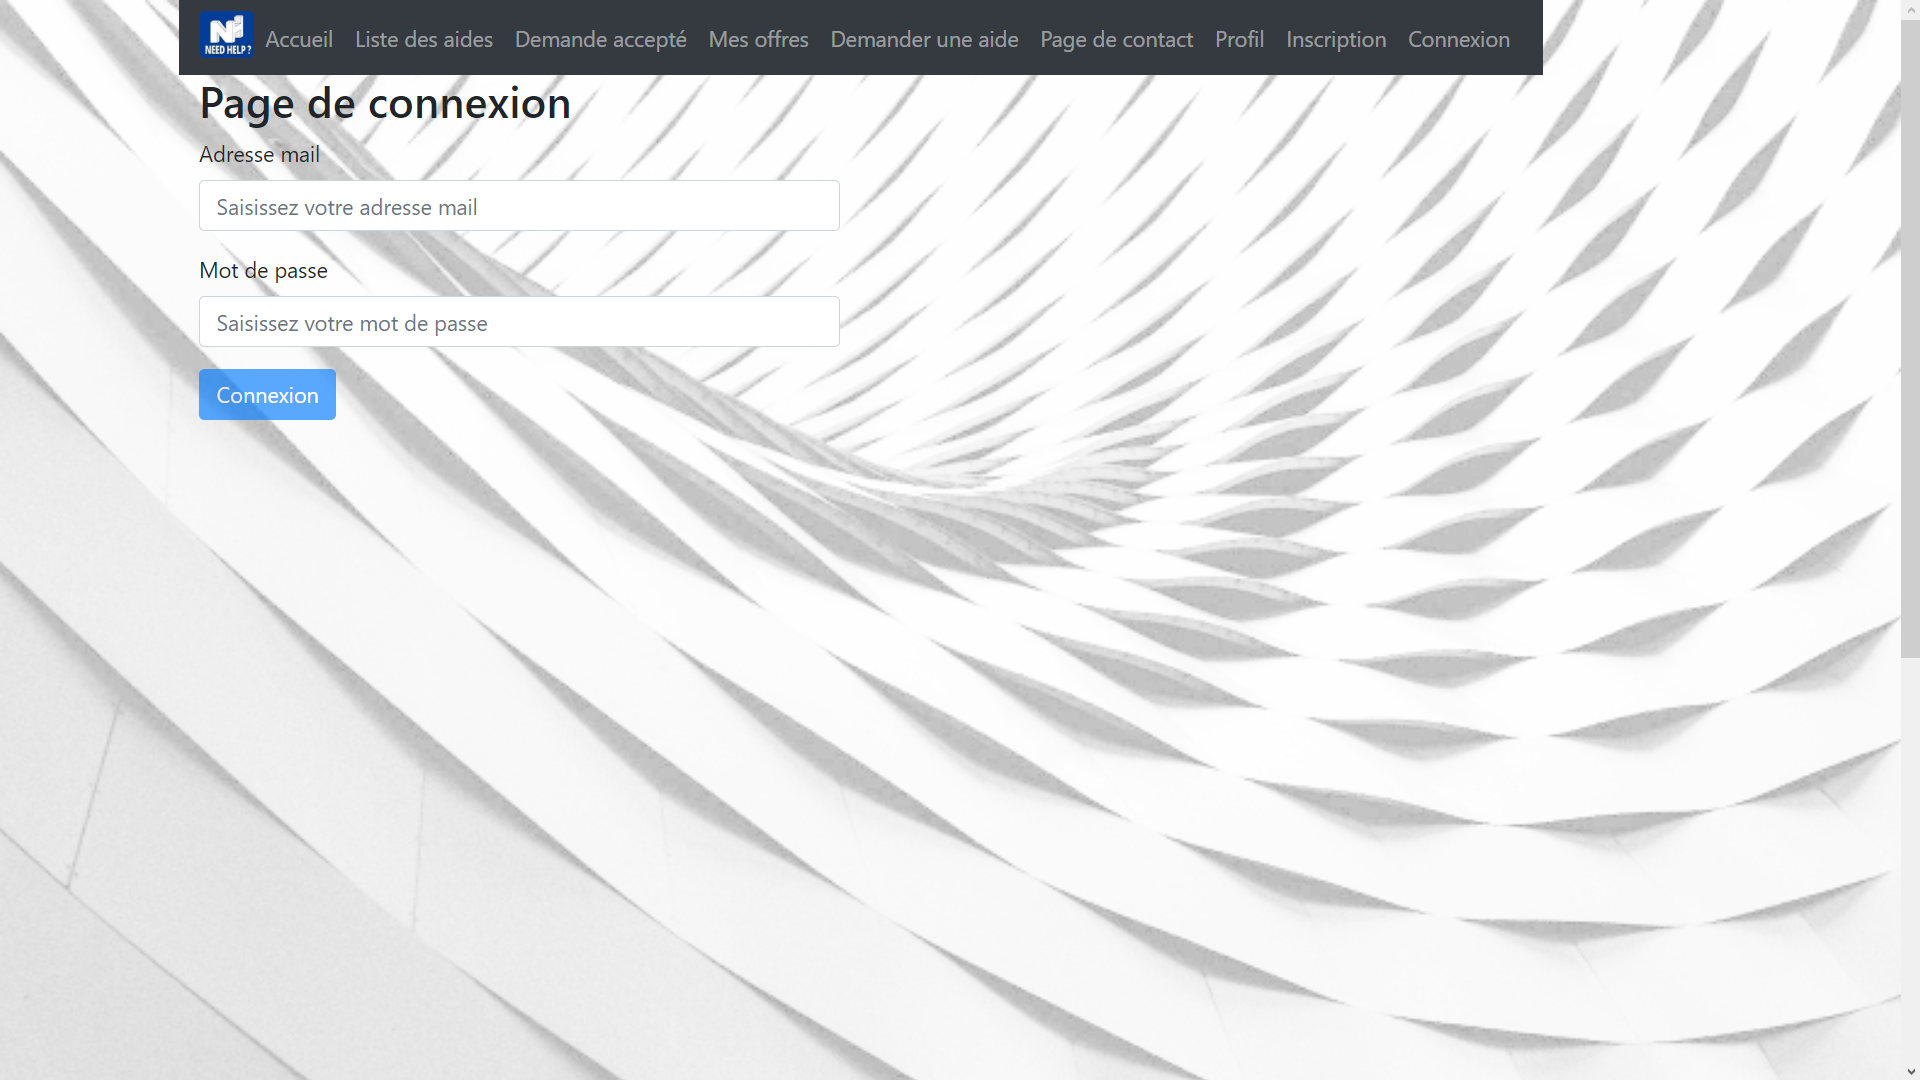 NEED HELP ?
Accueil Liste des aides Demande accepté Mes offres Demander une aide Page de contact Profil Inscription Connexion
Page de connexion
Adresse mail
Saisissez votre adresse mail
Mot de passe
Saisissez votre mot de passe
Connexion